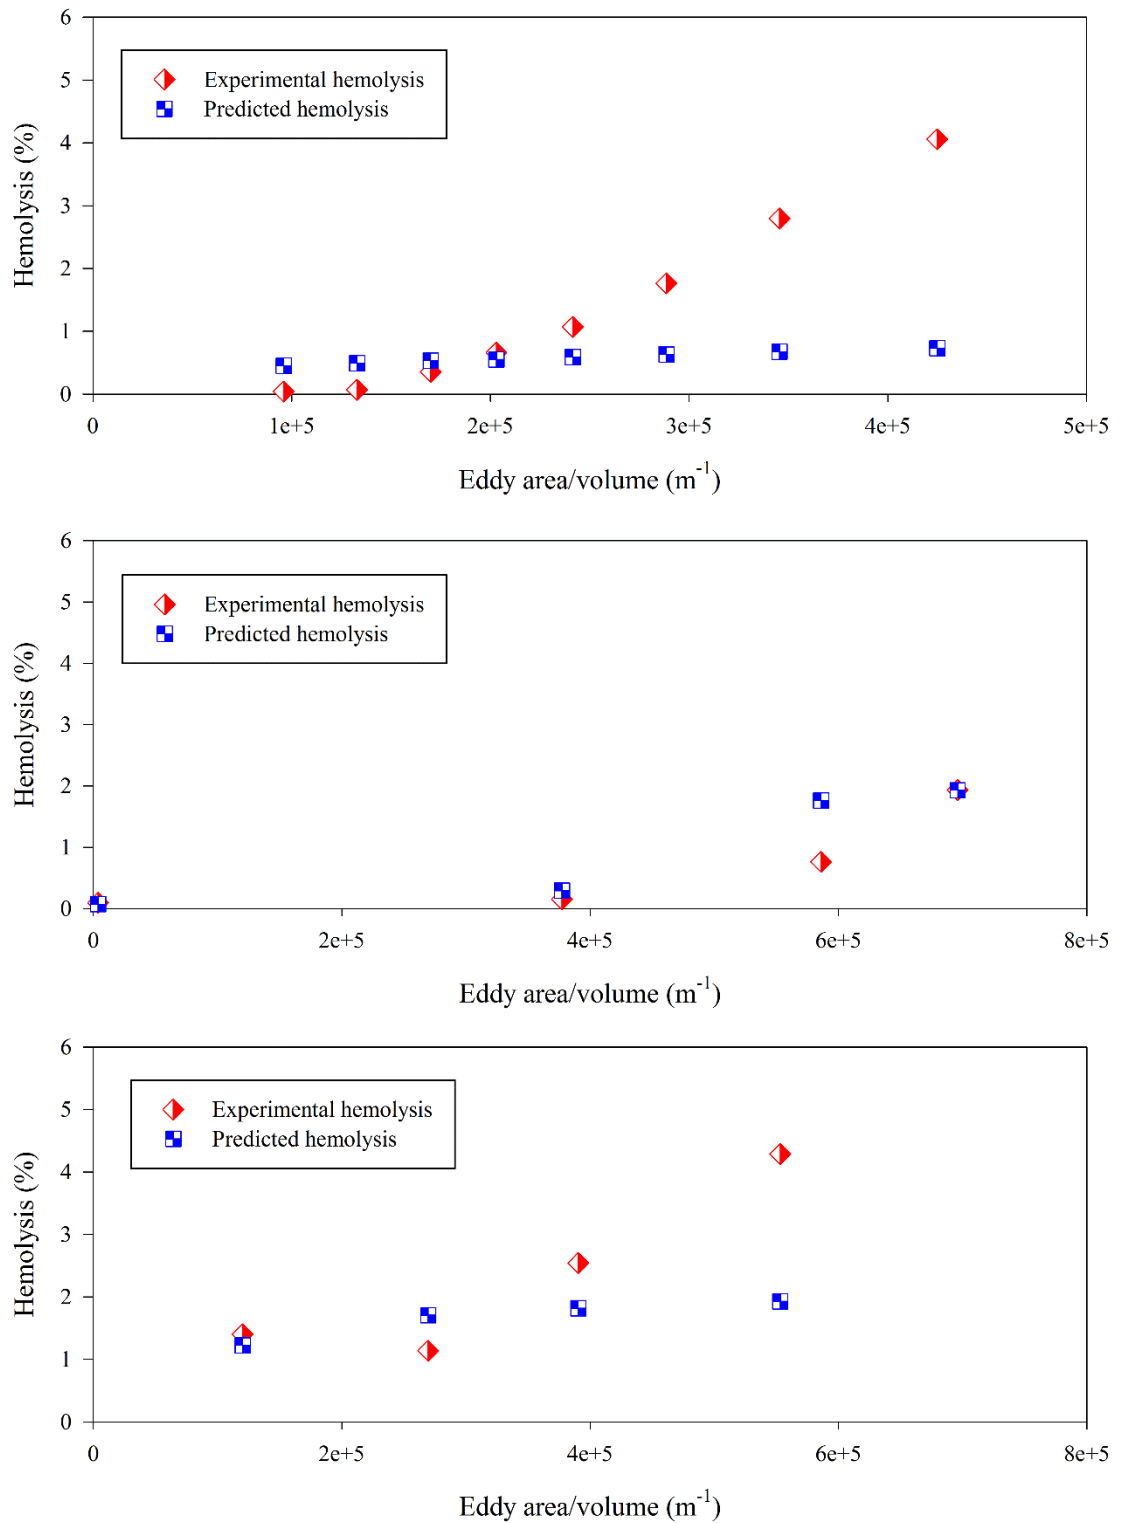 6
5
4
3
2
1
0
Hemolysis (%)
Experimental hemolysis
Predicted hemolysis
0 1e+5 2e+5 3e+5 4e+5 5e+5
Eddy area/volume (m⁻¹)
6
5
4
3
2
1
0
Hemolysis (%)
Experimental hemolysis
Predicted hemolysis
0 2e+5 4e+5 6e+5 8e+5
Eddy area/volume (m⁻¹)
6
5
4
3
2
1
0
Hemolysis (%)
Experimental hemolysis
Predicted hemolysis
0 2e+5 4e+5 6e+5 8e+5
Eddy area/volume (m⁻¹)